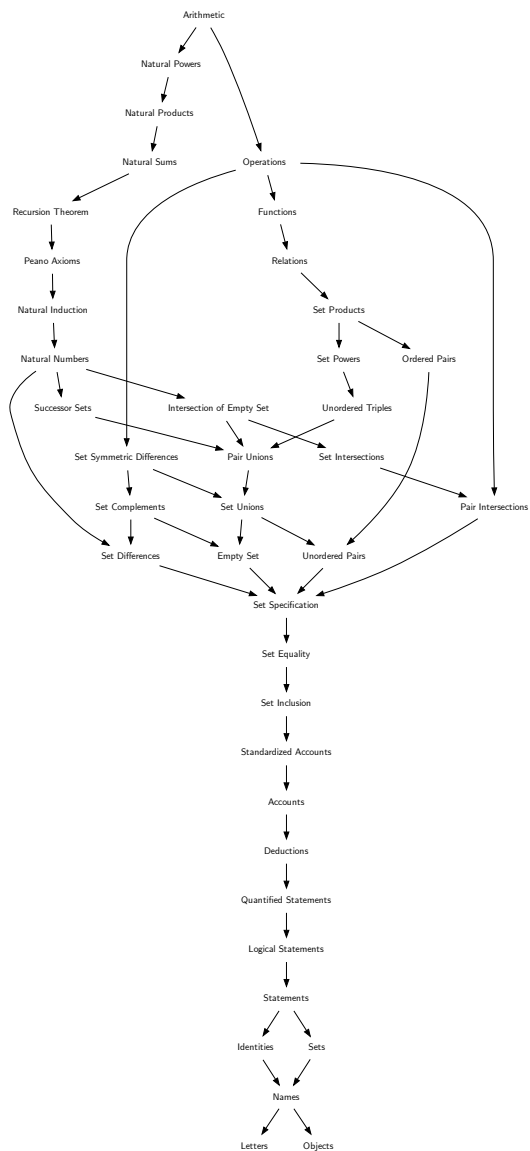 Arithmetic
Natural Powers
Natural Products
Natural Sums
Operations
Recursion Theorem
Functions
Peano Axioms
Relations
Natural Induction
Set Products
Natural Numbers
Set Powers
Ordered Pairs
Successor Sets
Intersection of Empty Set
Unordered Triples
Set Symmetric Differences
Pair Unions
Set Intersections
Set Complements
Set Unions
Pair Intersections
Set Differences
Empty Set
Unordered Pairs
Set Specification
Set Equality
Set Inclusion
Standardized Accounts
Accounts
Deductions
Quantified Statements
Logical Statements
Statements
Identities
Sets
Names
Letters
Objects